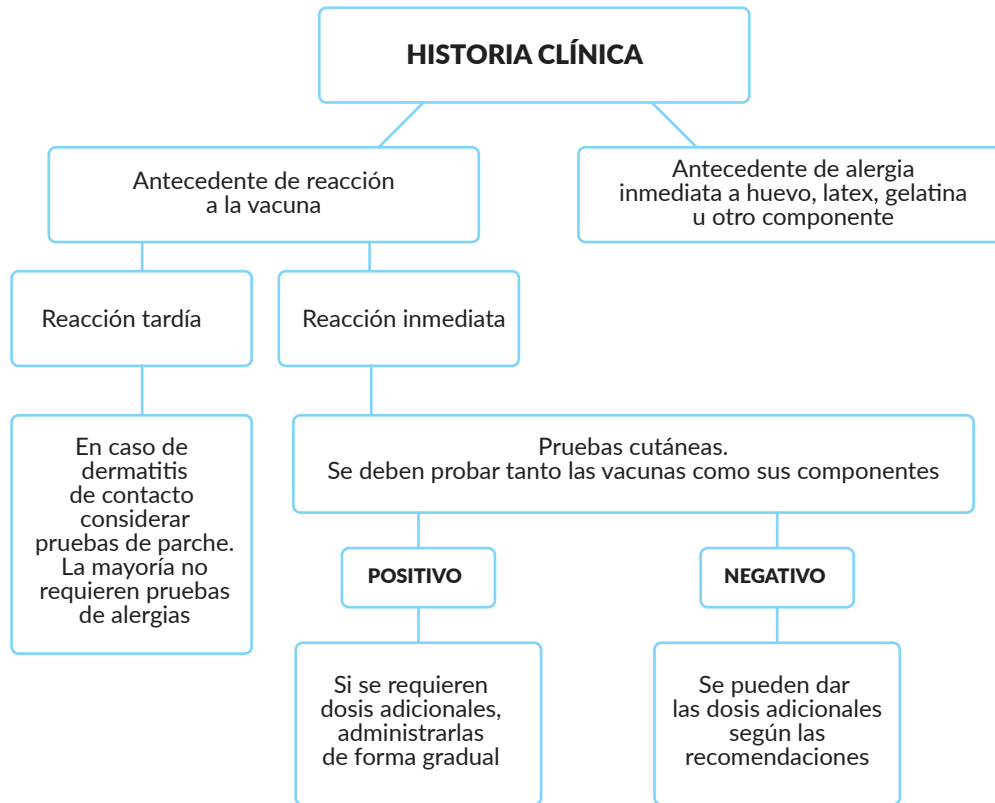 HISTORIA CLÍNICA
Antecedente de reacción
a la vacuna
Antecedente de alergia
inmediata a huevo, latex, gelatina
u otro componente
Reacción tardía
Reacción inmediata
En caso de
dermatitis
de contacto
considerar
pruebas de parche.
La mayoría no
requieren pruebas
de alergias
Pruebas cutáneas.
Se deben probar tanto las vacunas como sus componentes
POSITIVO
NEGATIVO
Si se requieren
dosis adicionales,
administrarlas
de forma gradual
Se pueden dar
las dosis adicionales
según las
recomendaciones